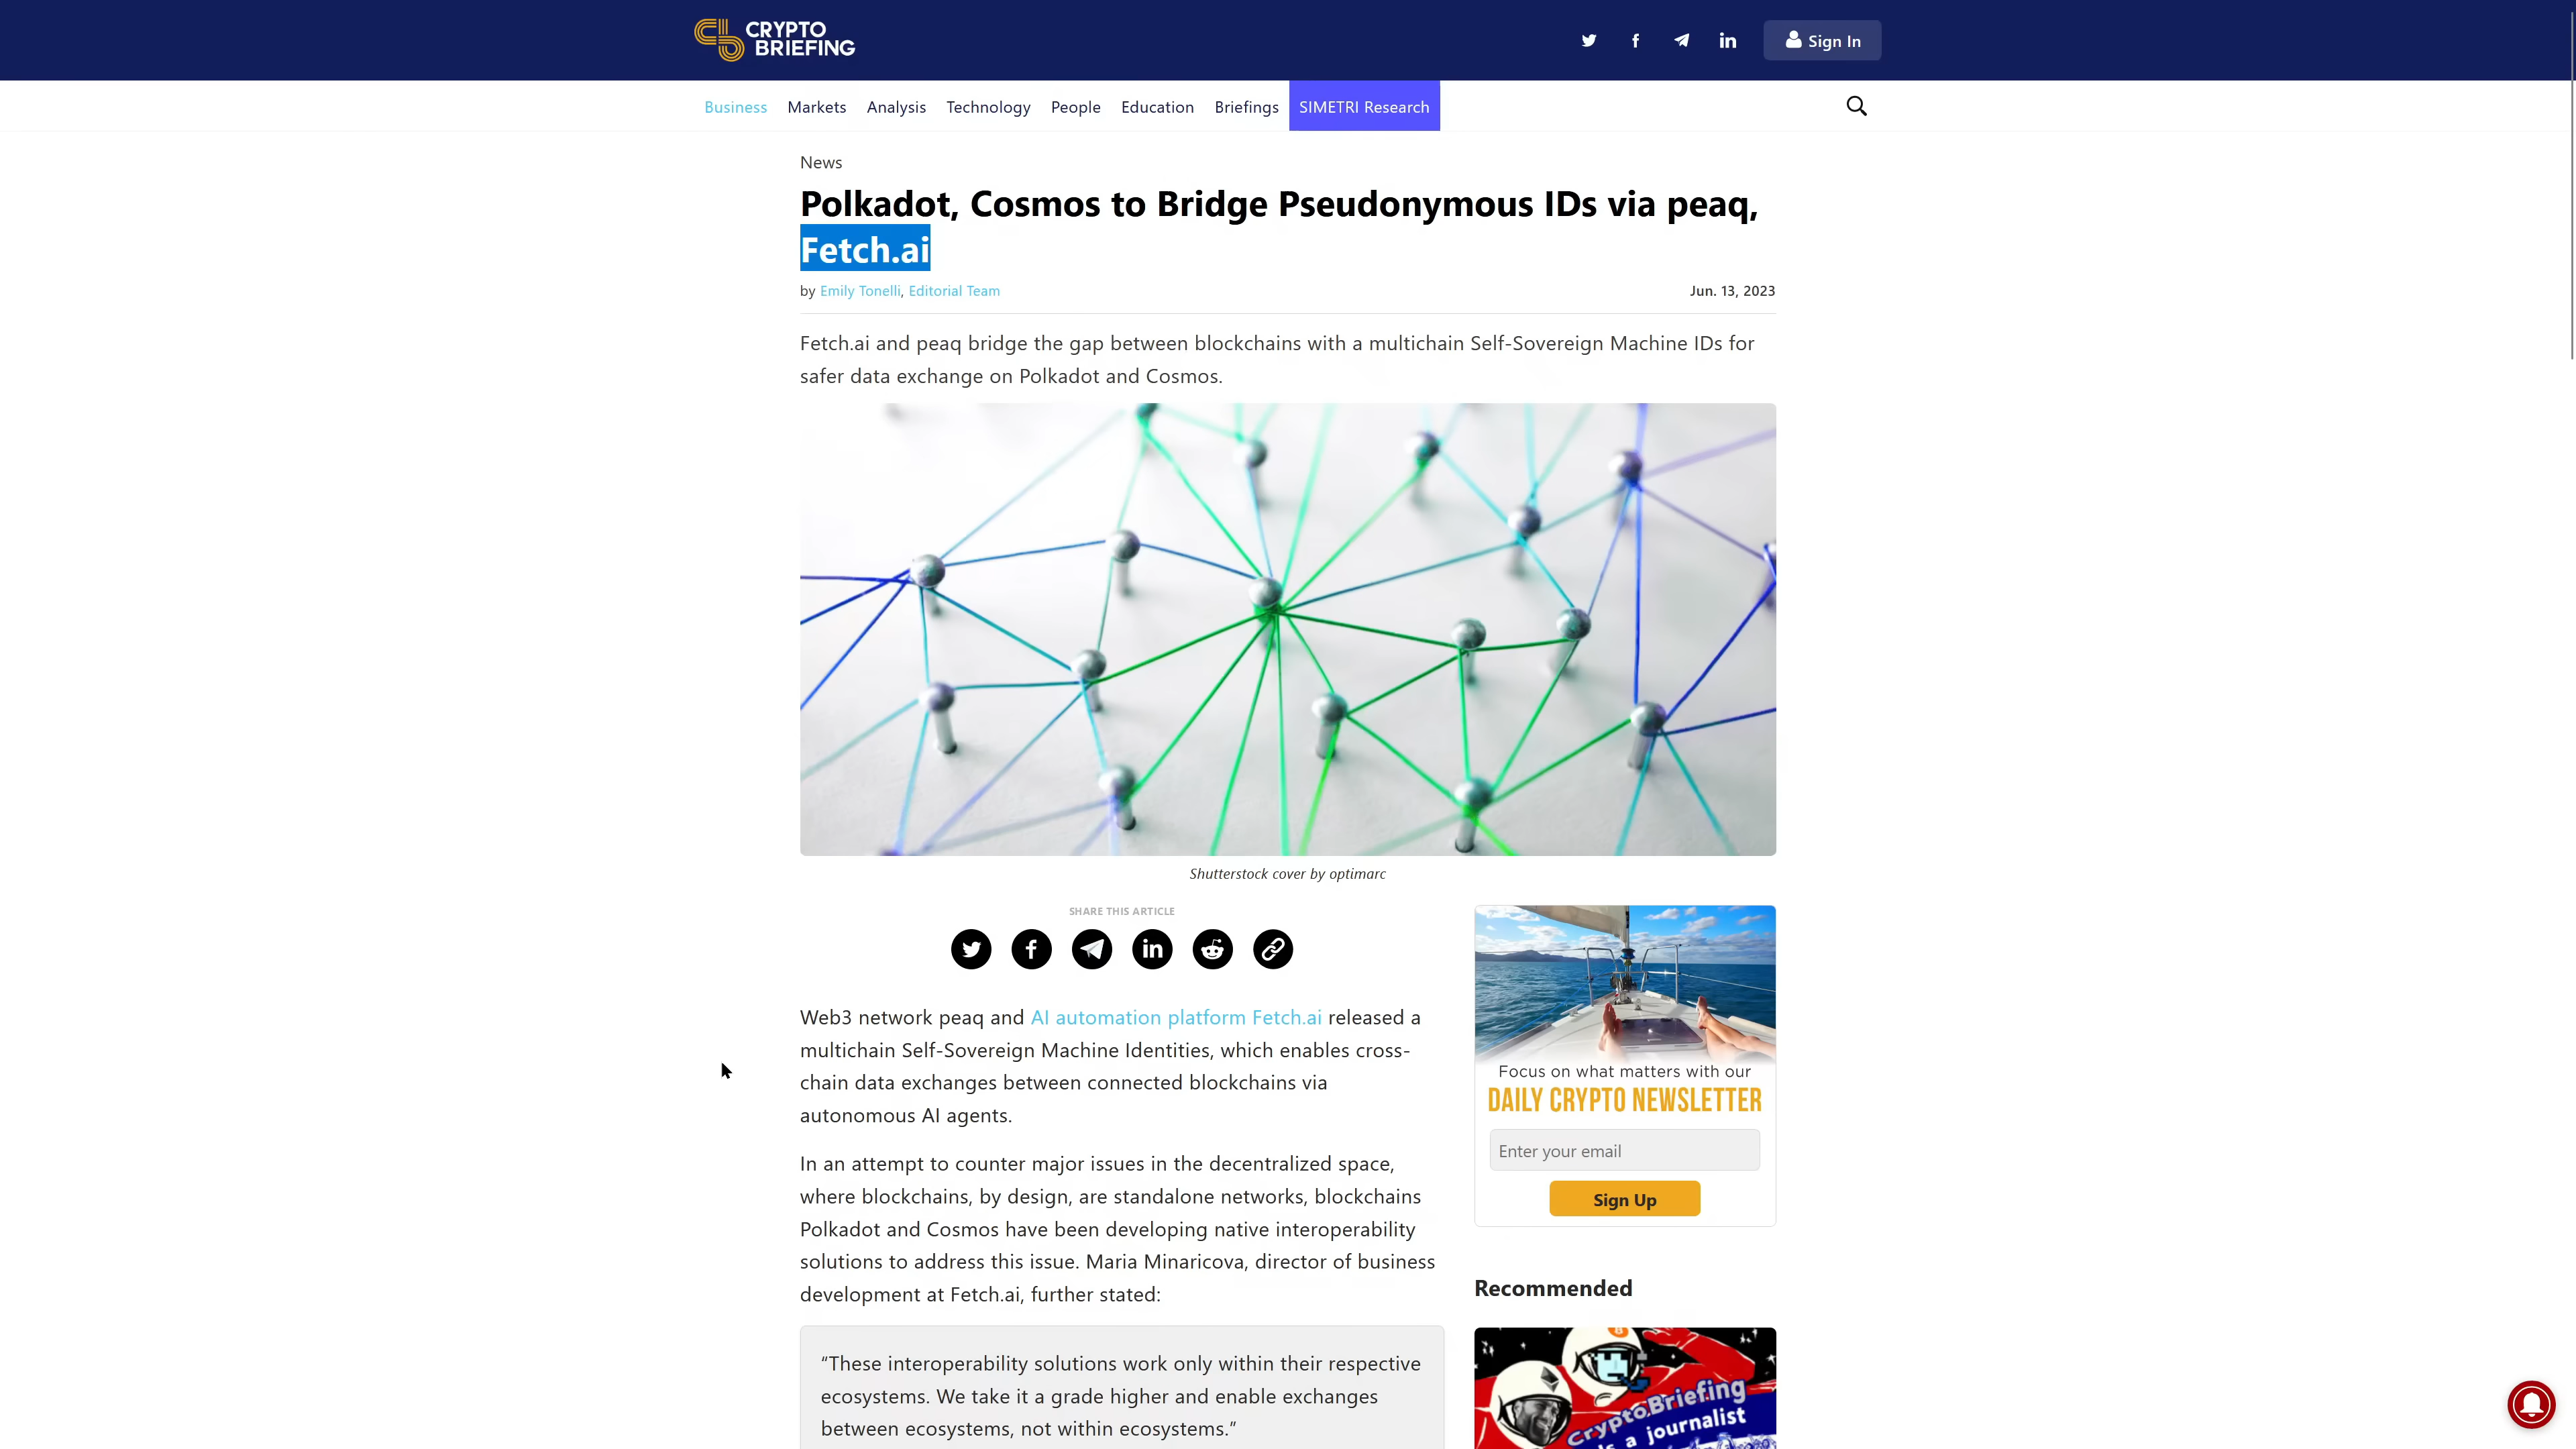 CRYPTO
BRIEFING
Sign In
Business Markets Analysis Technology People Education Briefings SIMETRI Research
News
Polkadot, Cosmos to Bridge Pseudonymous IDs via peaq,
Fetch.ai
by Emily Tonelli, Editorial Team
Jun. 13, 2023
Fetch.ai and peaq bridge the gap between blockchains with a multichain Self-Sovereign Machine IDs for
safer data exchange on Polkadot and Cosmos.
Shutterstock cover by optimarc
SHARE THIS ARTICLE
Web3 network peaq and AI automation platform Fetch.ai released a
multichain Self-Sovereign Machine Identities, which enables cross-
chain data exchanges between connected blockchains via
autonomous AI agents.
In an attempt to counter major issues in the decentralized space,
where blockchains, by design, are standalone networks, blockchains
Polkadot and Cosmos have been developing native interoperability
solutions to address this issue. Maria Minaricova, director of business
development at Fetch.ai, further stated:
“These interoperability solutions work only within their respective
ecosystems. We take it a grade higher and enable exchanges
between ecosystems, not within ecosystems.”
Focus on what matters with our
DAILY CRYPTO NEWSLETTER
Enter your email
Sign Up
Recommended
CryptoBriefing
a journalist